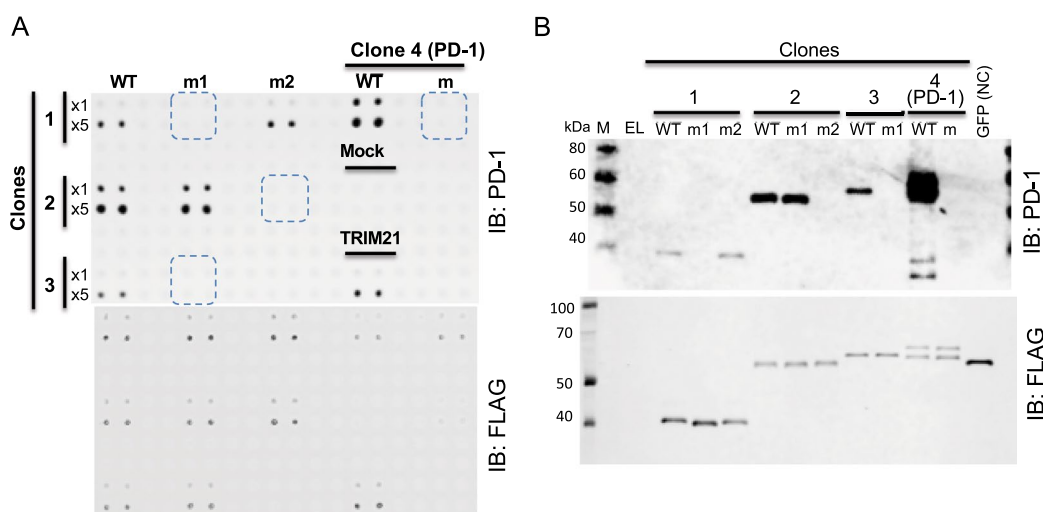 A
Clone 4 (PD-1)
WT m1 m2 WT m
Clones
1 x1
x5
Mock
2 x1
x5
TRIM21
3 x1
x5
IB: PD-1
IB: FLAG
B
Clones
1 2 3 4
(PD-1)
GFP (NC)
kDa M EL WT m1 m2 WT m1 m2 WT m1 WT m
80
60
50
40
IB: PD-1
100
70
50
40
IB: FLAG